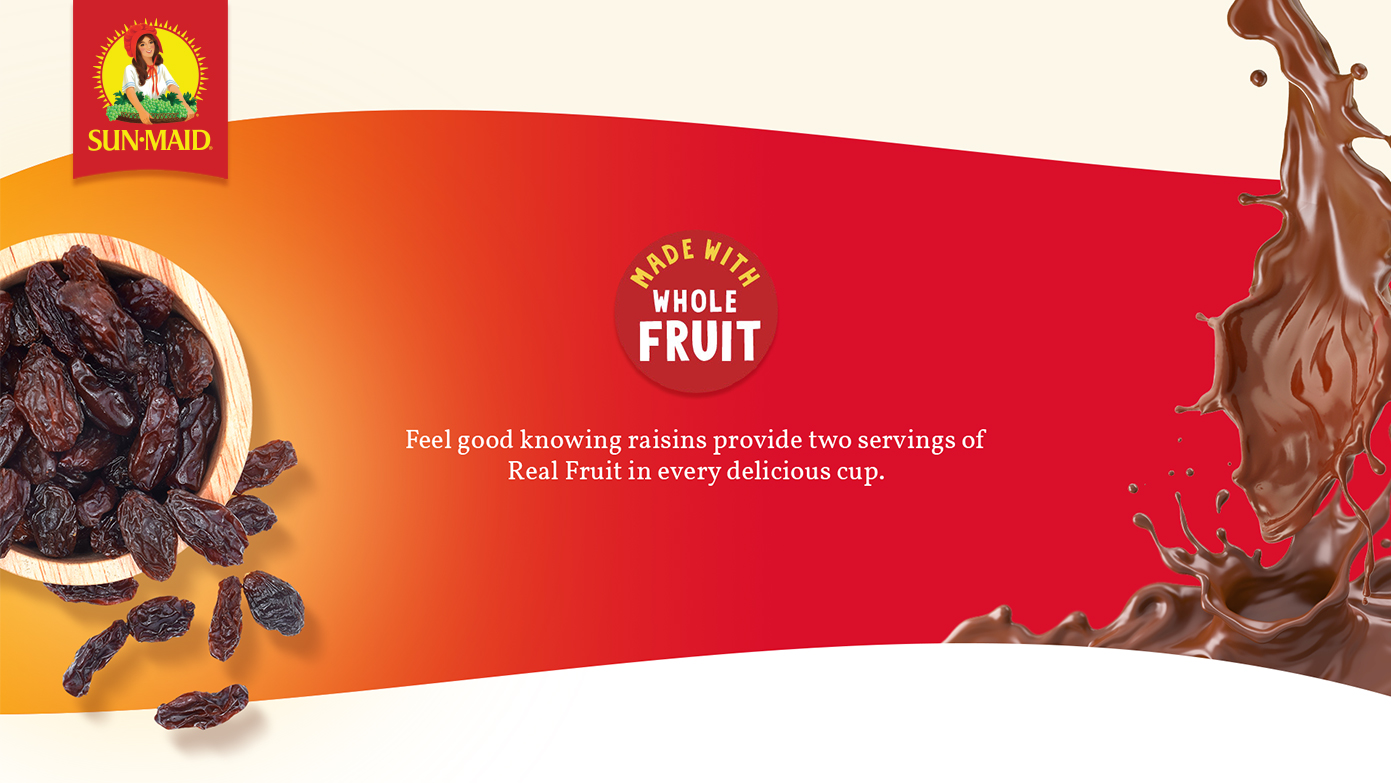 SUN•MAID®
MADE WITH
WHOLE
FRUIT
Feel good knowing raisins provide two servings of
Real Fruit in every delicious cup.